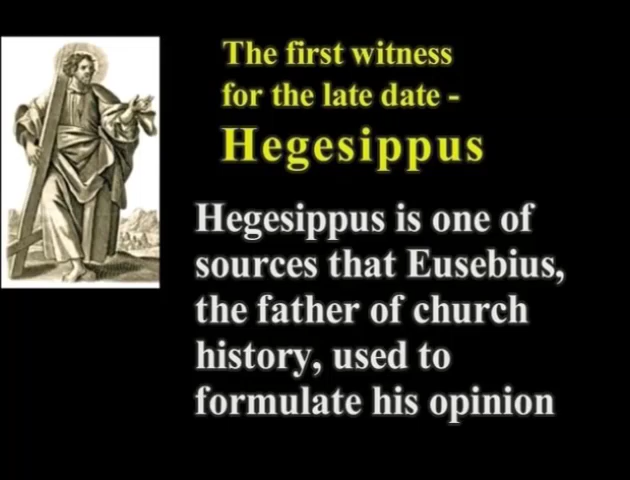 The first witness
for the late date -
Hegesippus
Hegesippus is one of
sources that Eusebius,
the father of church
history, used to
formulate his opinion